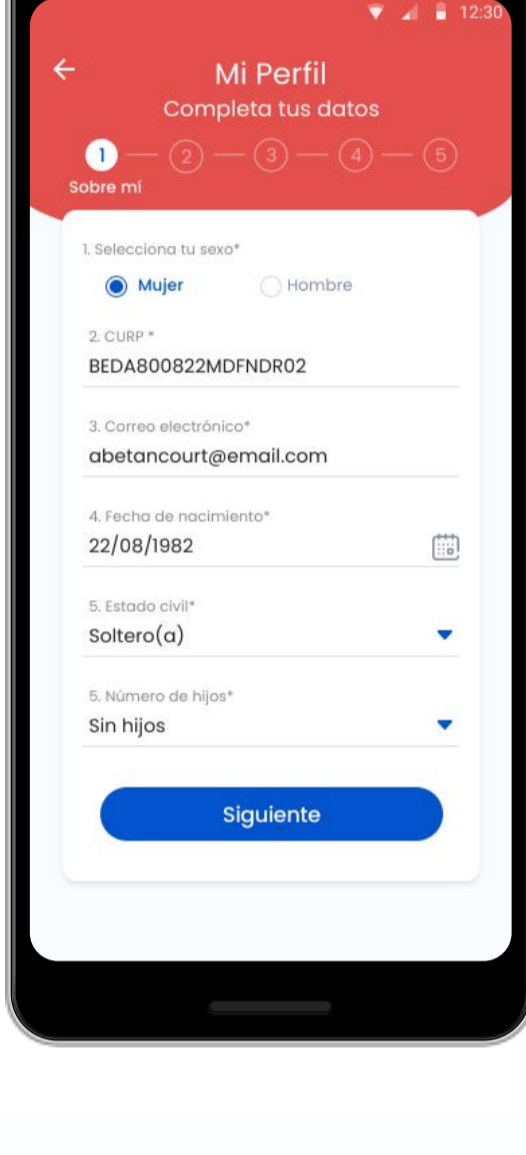 12:30
Mi Perfil
Completa tus datos
1 2 3 4 5
Sobre mí
1. Selecciona tu sexo*
Mujer Hombre
2. CURP *
BEDA800822MDFNDR02
3. Correo electrónico*
abetancourt@email.com
4. Fecha de nacimiento*
22/08/1982
5. Estado civil*
Soltero(a)
5. Número de hijos*
Sin hijos
Siguiente